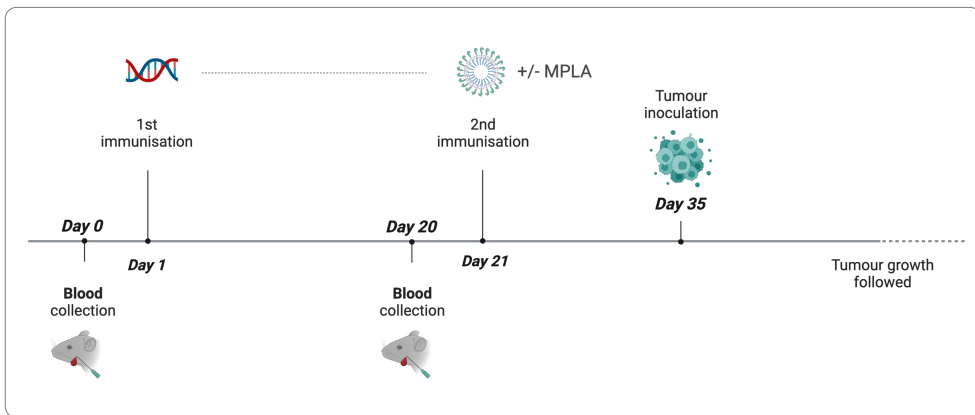 +/- MPLA
Tumour
inoculation
1st
immunisation
2nd
immunisation
Day 0
Day 20
Day 35
Day 1
Day 21
Blood
collection
Blood
collection
Tumour growth
followed